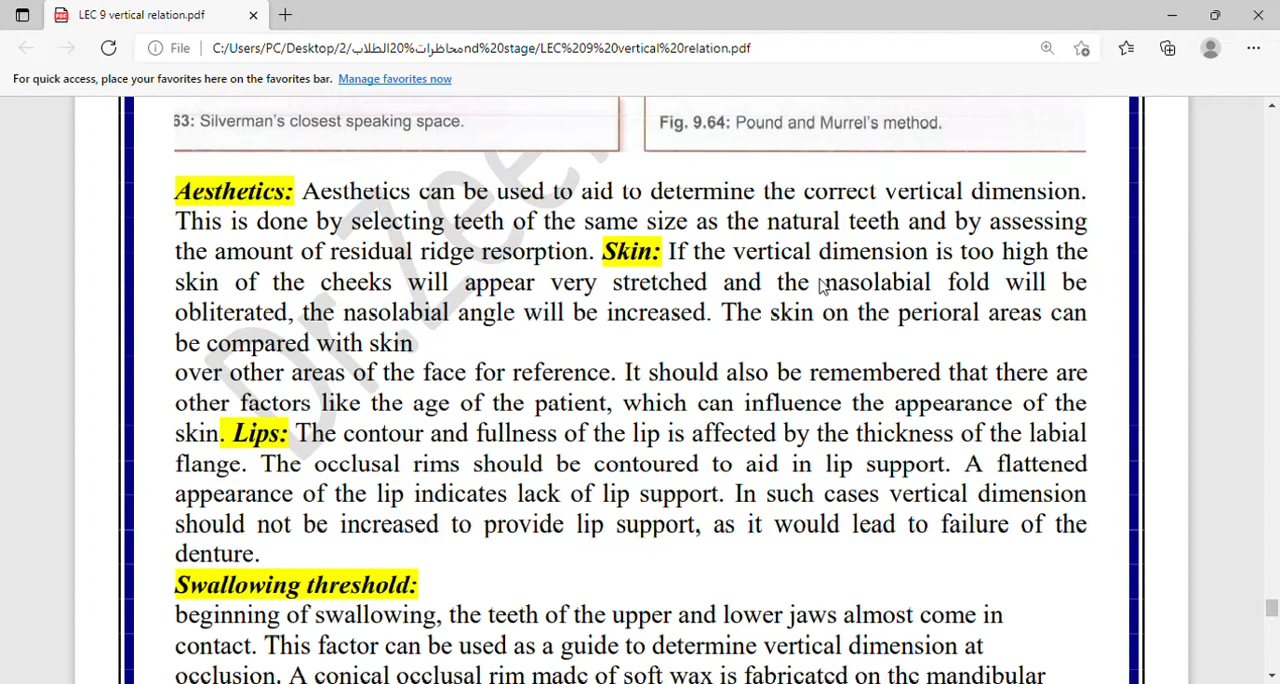 LEC 9 vertical relation.pdf
File C:/Users/PC/Desktop/2/محاظرات%20الطلاب/2nd%20stage/LEC%209%20vertical%20relation.pdf
For quick access, place your favorites here on the favorites bar. Manage favorites now
63: Silverman's closest speaking space.
Fig. 9.64: Pound and Murrel's method.
Aesthetics: Aesthetics can be used to aid to determine the correct vertical dimension.
This is done by selecting teeth of the same size as the natural teeth and by assessing
the amount of residual ridge resorption. Skin: If the vertical dimension is too high the
skin of the cheeks will appear very stretched and the nasolabial fold will be
obliterated, the nasolabial angle will be increased. The skin on the perioral areas can
be compared with skin
over other areas of the face for reference. It should also be remembered that there are
other factors like the age of the patient, which can influence the appearance of the
skin. Lips: The contour and fullness of the lip is affected by the thickness of the labial
flange. The occlusal rims should be contoured to aid in lip support. A flattened
appearance of the lip indicates lack of lip support. In such cases vertical dimension
should not be increased to provide lip support, as it would lead to failure of the
denture.
Swallowing threshold:
beginning of swallowing, the teeth of the upper and lower jaws almost come in
contact. This factor can be used as a guide to determine vertical dimension at
occlusion. A conical occlusal rim made of soft wax is fabricated on the mandibular